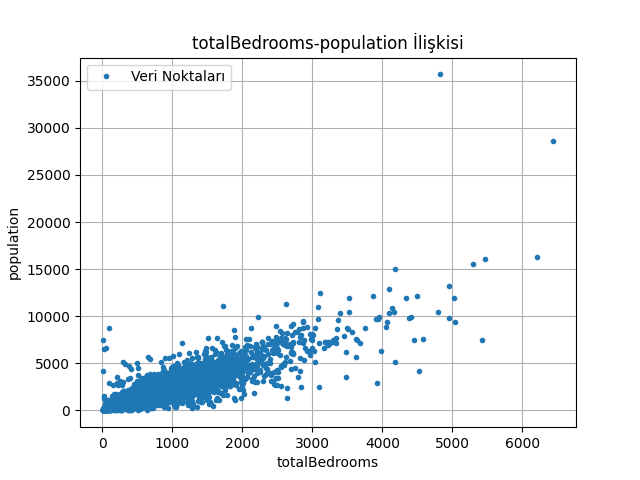 totalBedrooms-population İlişkisi
Veri Noktaları
35000
30000
25000
20000
15000
10000
5000
0
population
0 1000 2000 3000 4000 5000 6000
totalBedrooms